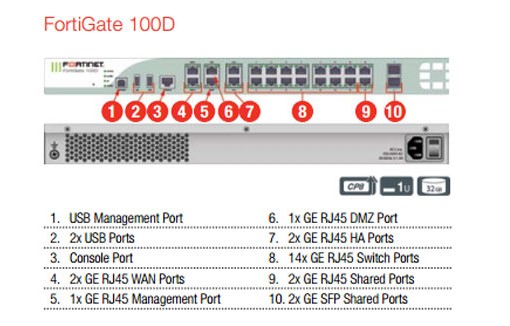 FortiGate 100D
FORTINET
FortiGate 100D
1 2 3 4 5 6 7 8 9 10
CP8 1U 32GB
1. USB Management Port
2. 2x USB Ports
3. Console Port
4. 2x GE RJ45 WAN Ports
5. 1x GE RJ45 Management Port
6. 1x GE RJ45 DMZ Port
7. 2x GE RJ45 HA Ports
8. 14x GE RJ45 Switch Ports
9. 2x GE RJ45 Shared Ports
10. 2x GE SFP Shared Ports